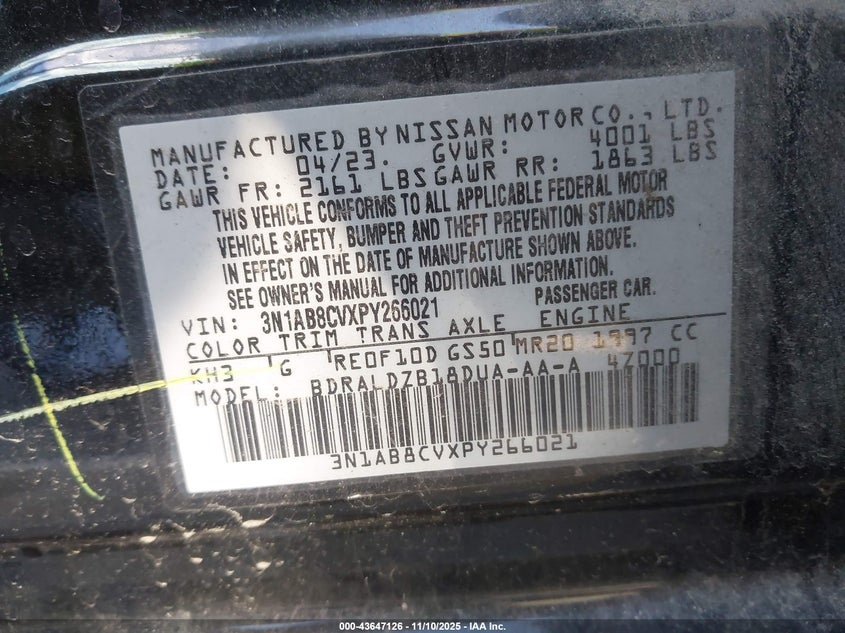 MANUFACTURED BY NISSAN MOTOR CO., LTD.
DATE: 04/23. GVWR: 4001 LBS
GAWR FR: 2161 LBS GAWR RR: 1863 LBS
THIS VEHICLE CONFORMS TO ALL APPLICABLE FEDERAL MOTOR
VEHICLE SAFETY, BUMPER AND THEFT PREVENTION STANDARDS
IN EFFECT ON THE DATE OF MANUFACTURE SHOWN ABOVE.
SEE OWNER'S MANUAL FOR ADDITIONAL INFORMATION.
VIN: 3N1AB8CVXPY266021 PASSENGER CAR.
COLOR TRIM TRANS AXLE ENGINE
KH3 G RE0F10D GS50 MR20 1997 CC
MODEL: BDRALDZB18DUA-AA-A 4Z000
3N1AB8CVXPY266021
000-43647126 - 11/10/2025 - IAA Inc.